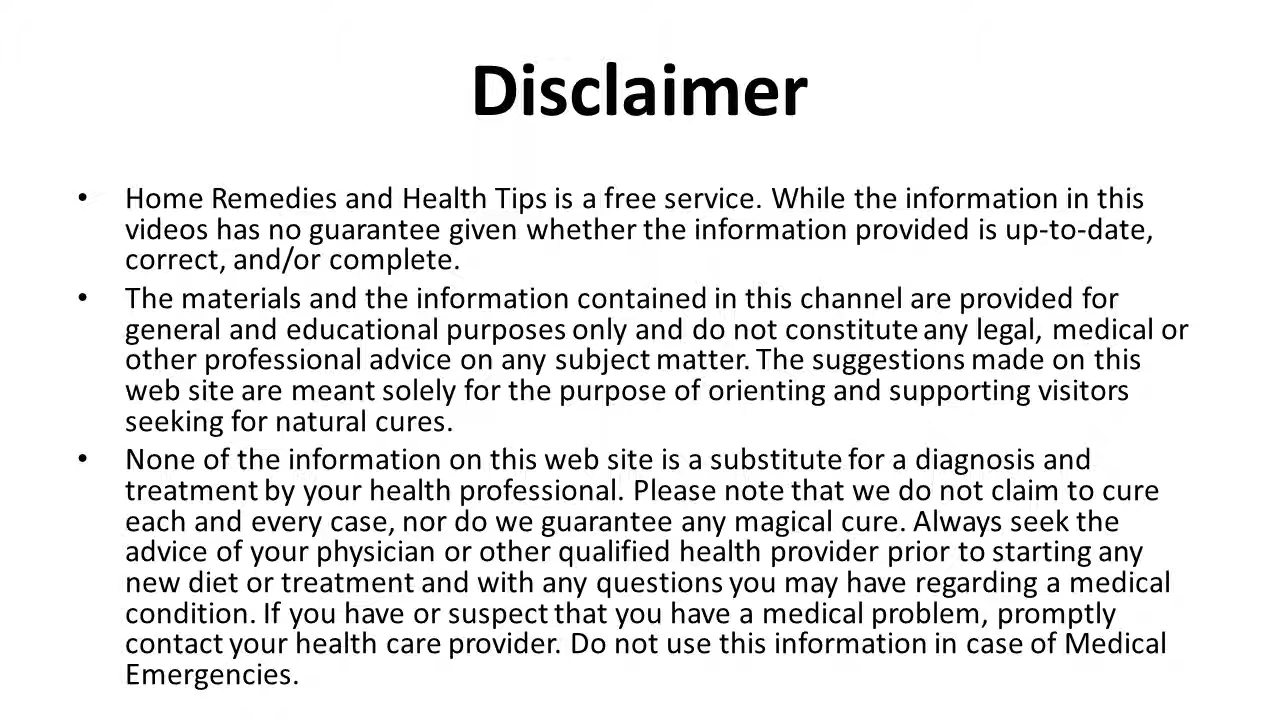 Disclaimer
• Home Remedies and Health Tips is a free service. While the information in this
videos has no guarantee given whether the information provided is up-to-date,
correct, and/or complete.
• The materials and the information contained in this channel are provided for
general and educational purposes only and do not constitute any legal, medical or
other professional advice on any subject matter. The suggestions made on this
web site are meant solely for the purpose of orienting and supporting visitors
seeking for natural cures.
• None of the information on this web site is a substitute for a diagnosis and
treatment by your health professional. Please note that we do not claim to cure
each and every case, nor do we guarantee any magical cure. Always seek the
advice of your physician or other qualified health provider prior to starting any
new diet or treatment and with any questions you may have regarding a medical
condition. If you have or suspect that you have a medical problem, promptly
contact your health care provider. Do not use this information in case of Medical
Emergencies.